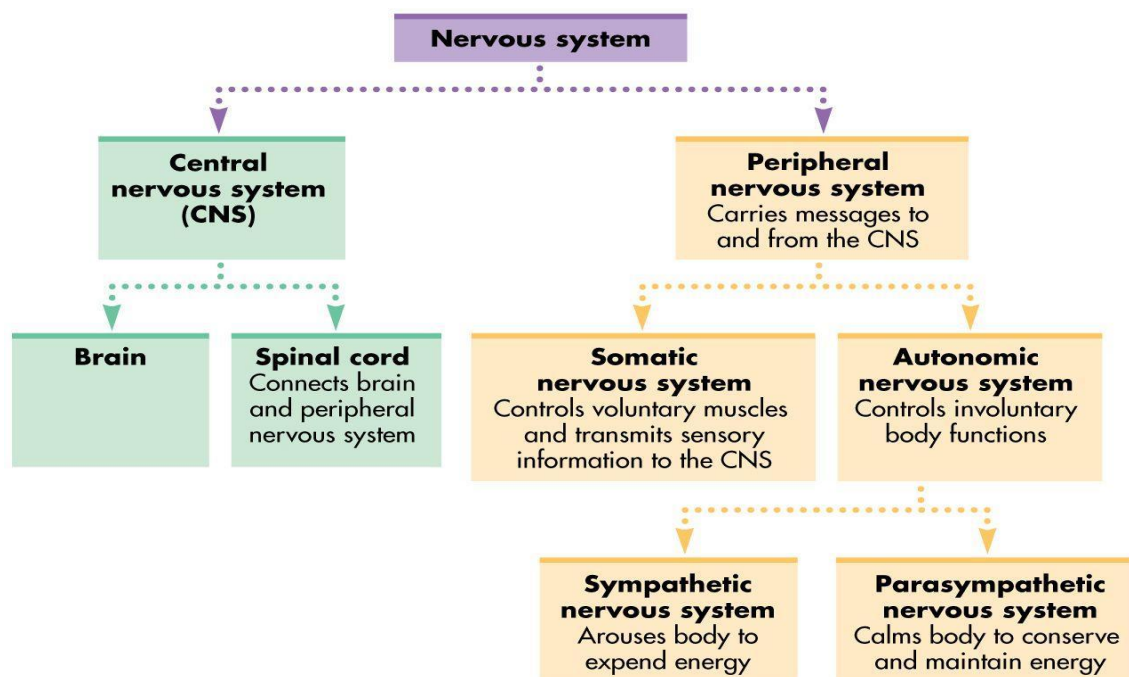 Nervous system
Central
nervous system
(CNS)
Peripheral
nervous system
Carries messages to
and from the CNS
Brain
Spinal cord
Connects brain
and peripheral
nervous system
Somatic
nervous system
Controls voluntary muscles
and transmits sensory
information to the CNS
Autonomic
nervous system
Controls involuntary
body functions
Sympathetic
nervous system
Arouses body to
expend energy
Parasympathetic
nervous system
Calms body to conserve
and maintain energy